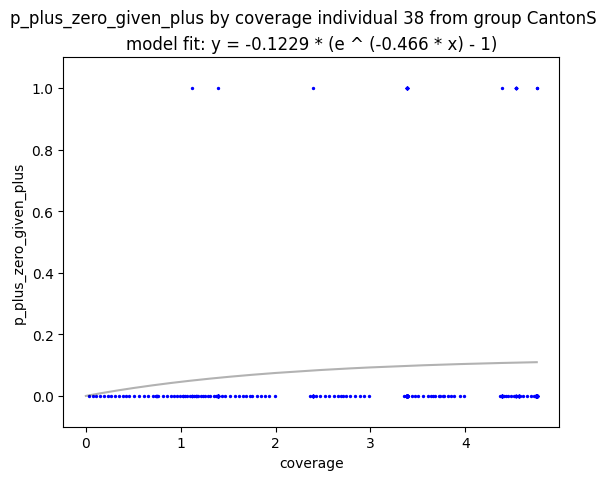 p_plus_zero_given_plus by coverage individual 38 from group CantonS
model fit: y = -0.1229 * (e ^ (-0.466 * x) - 1)
1.0
0.8
0.6
0.4
0.2
0.0
p_plus_zero_given_plus
0 1 2 3 4
coverage